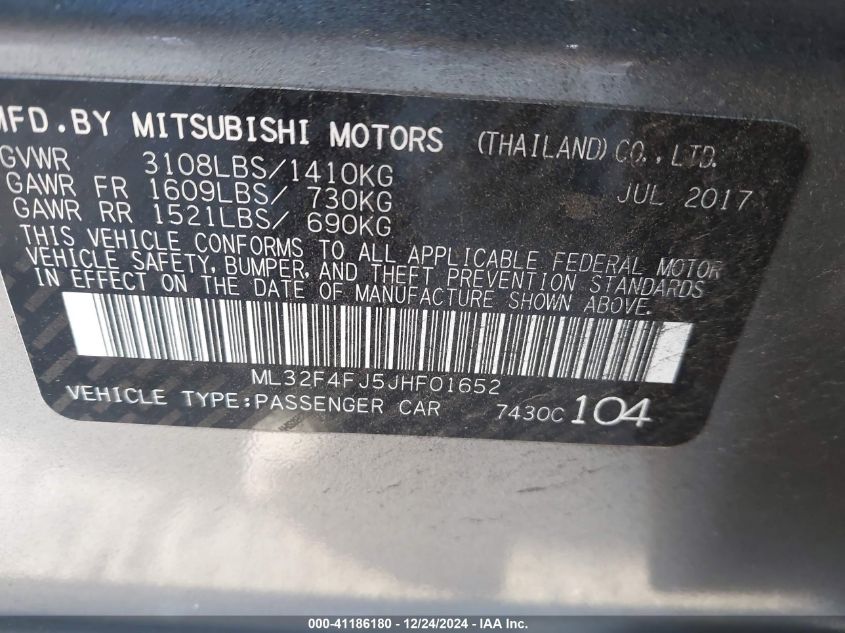 MFD.BY MITSUBISHI MOTORS (THAILAND) CO., LTD.
GVWR 3108LBS/1410KG JUL 2017
GAWR FR 1609LBS/ 730KG
GAWR RR 1521LBS/ 690KG
THIS VEHICLE CONFORMS TO ALL APPLICABLE FEDERAL MOTOR
VEHICLE SAFETY, BUMPER, AND THEFT PREVENTION STANDARDS
IN EFFECT ON THE DATE OF MANUFACTURE SHOWN ABOVE.
ML32F4FJ5JHF01652
VEHICLE TYPE:PASSENGER CAR 7430C 104
000-41186180 - 12/24/2024 - IAA Inc.